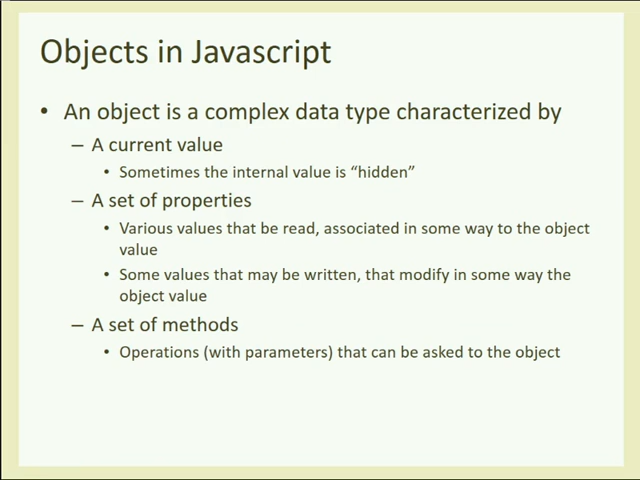 Objects in Javascript
• An object is a complex data type characterized by
– A current value
• Sometimes the internal value is “hidden”
– A set of properties
• Various values that be read, associated in some way to the object
value
• Some values that may be written, that modify in some way the
object value
– A set of methods
• Operations (with parameters) that can be asked to the object